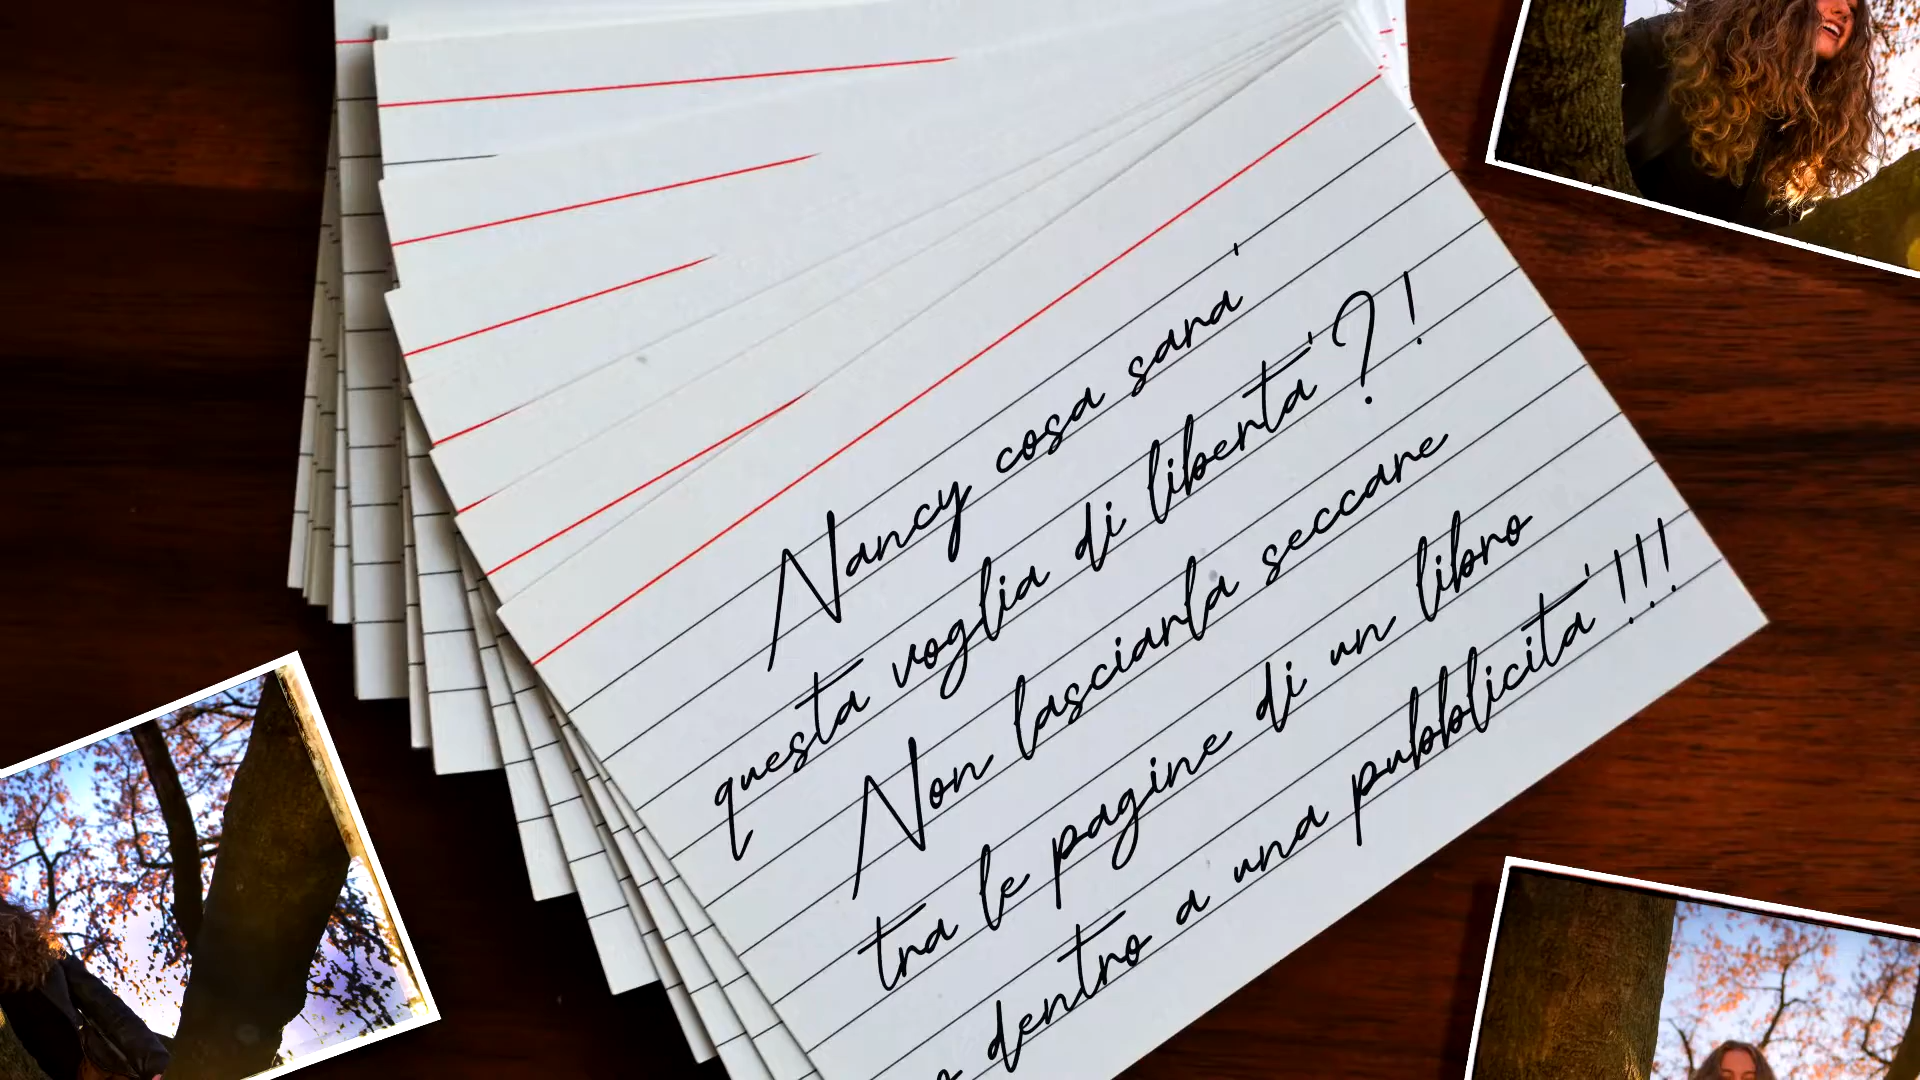 Nancy cosa sara'
questa voglia di liberta'?!
Non lasciarla seccare
tra le pagine di un libro
o dentro a una pubblicita'!!!